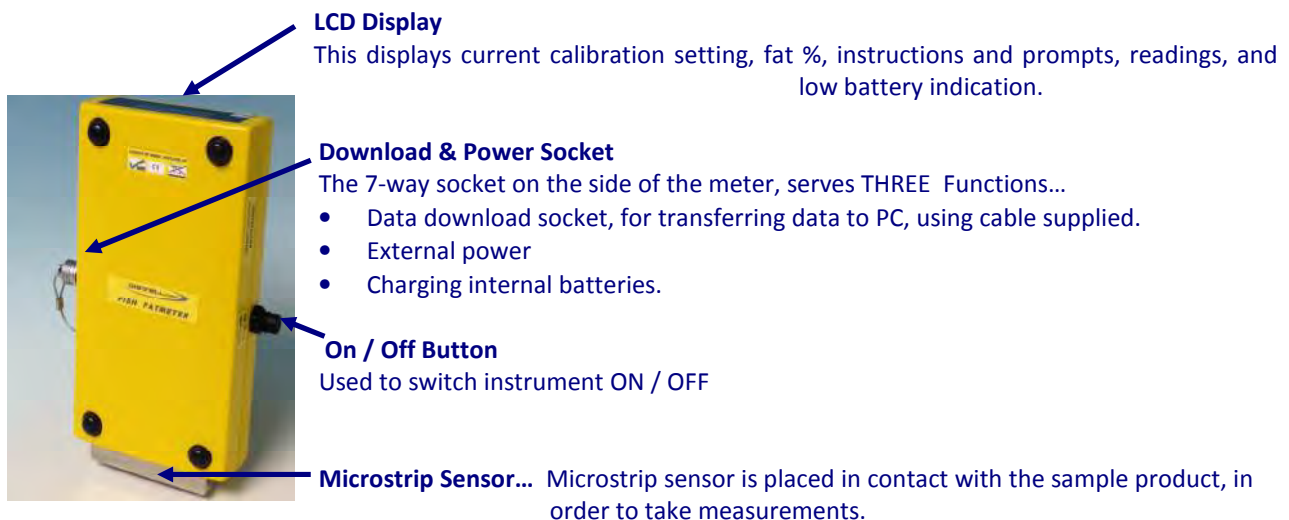 LCD Display
This displays current calibration setting, fat %, instructions and prompts, readings, and
low battery indication.
Download & Power Socket
The 7-way socket on the side of the meter, serves THREE Functions…
• Data download socket, for transferring data to PC, using cable supplied.
• External power
• Charging internal batteries.
On / Off Button
Used to switch instrument ON / OFF
Microstrip Sensor… Microstrip sensor is placed in contact with the sample product, in
order to take measurements.
FISH FATMETER